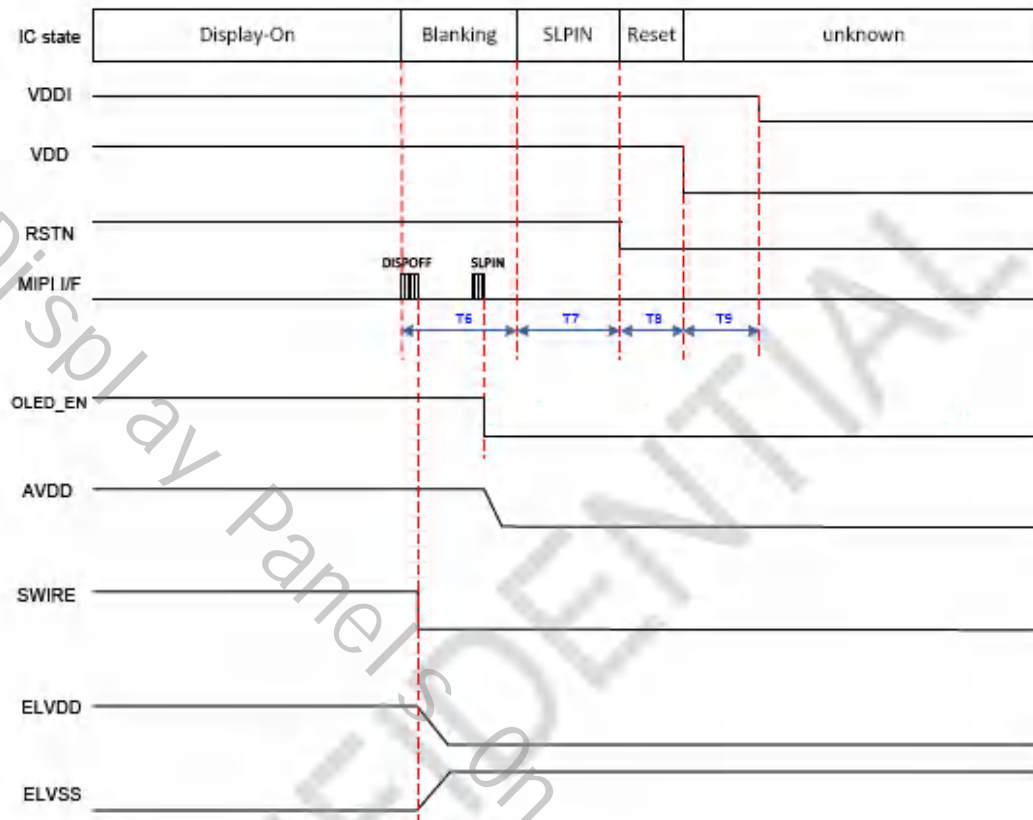 IC state Display-On Blanking SLPIN Reset unknown
VDDI
VDD
RSTN
DISPOFF SLPIN
MIPI I/F
T6 T7 T8 T9
OLED_EN
AVDD
SWIRE
ELVDD
ELVSS
Display Panels on
FIDENTIAL